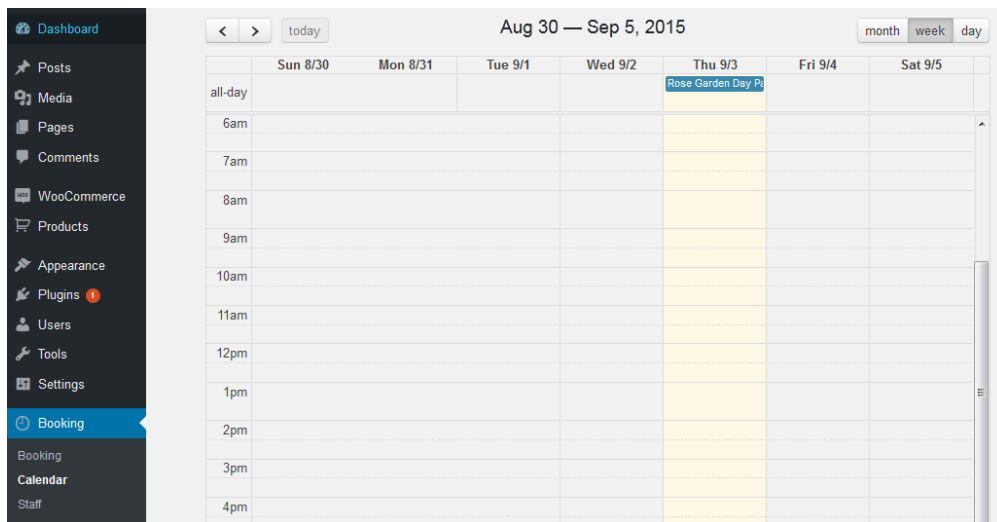 Dashboard
Posts
Media
Pages
Comments
WooCommerce
Products
Appearance
Plugins 1
Users
Tools
Settings
Booking
Booking
Calendar
Staff
today
Aug 30 — Sep 5, 2015
month week day
Sun 8/30 Mon 8/31 Tue 9/1 Wed 9/2 Thu 9/3 Fri 9/4 Sat 9/5
all-day
Rose Garden Day Pa
6am
7am
8am
9am
10am
11am
12pm
1pm
2pm
3pm
4pm